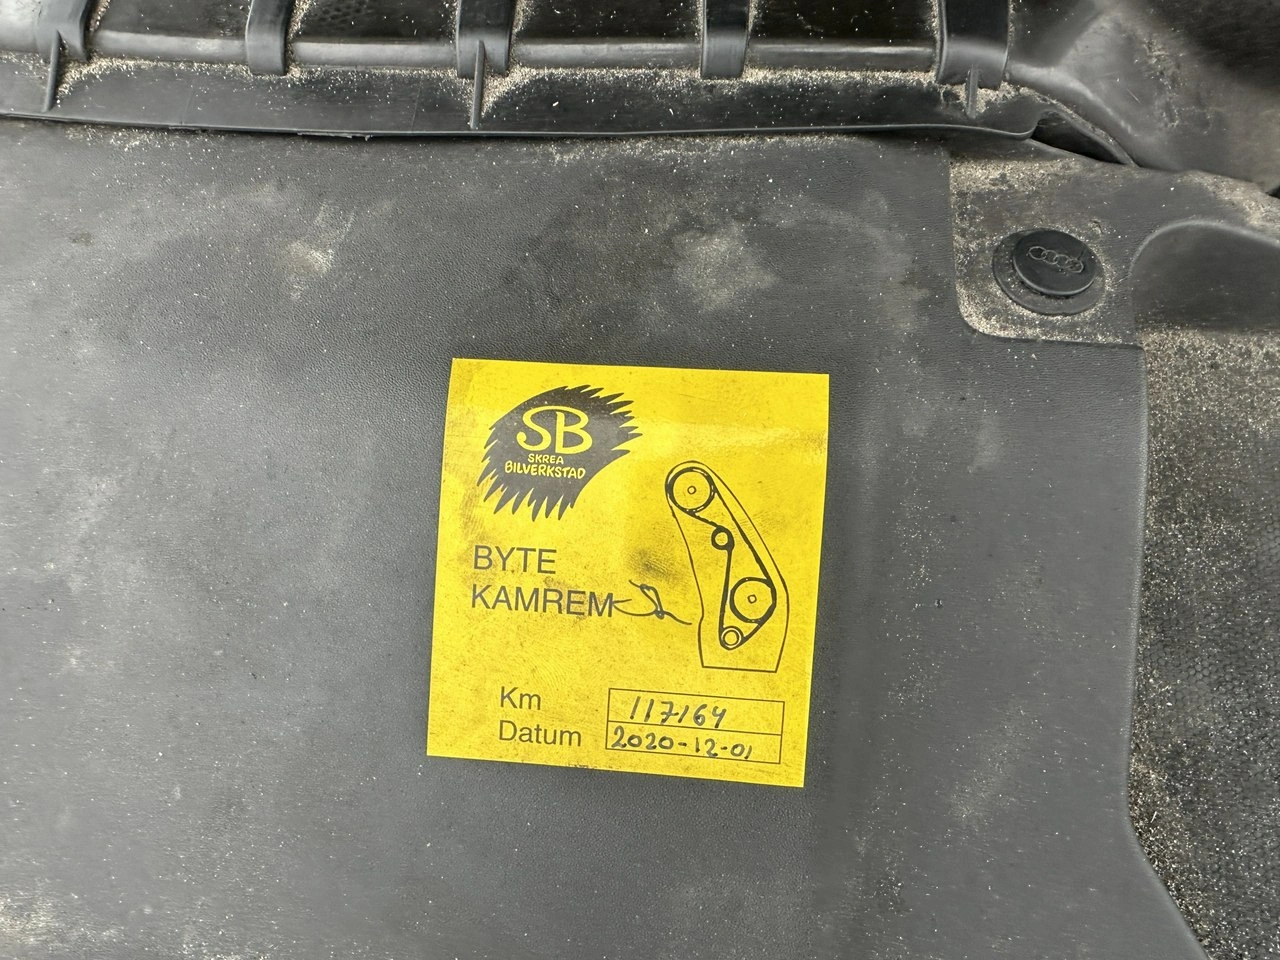 SB
SKREA
BILVERKSTAD
BYTE
KAMREM
Km 117164
Datum 2020-12-01